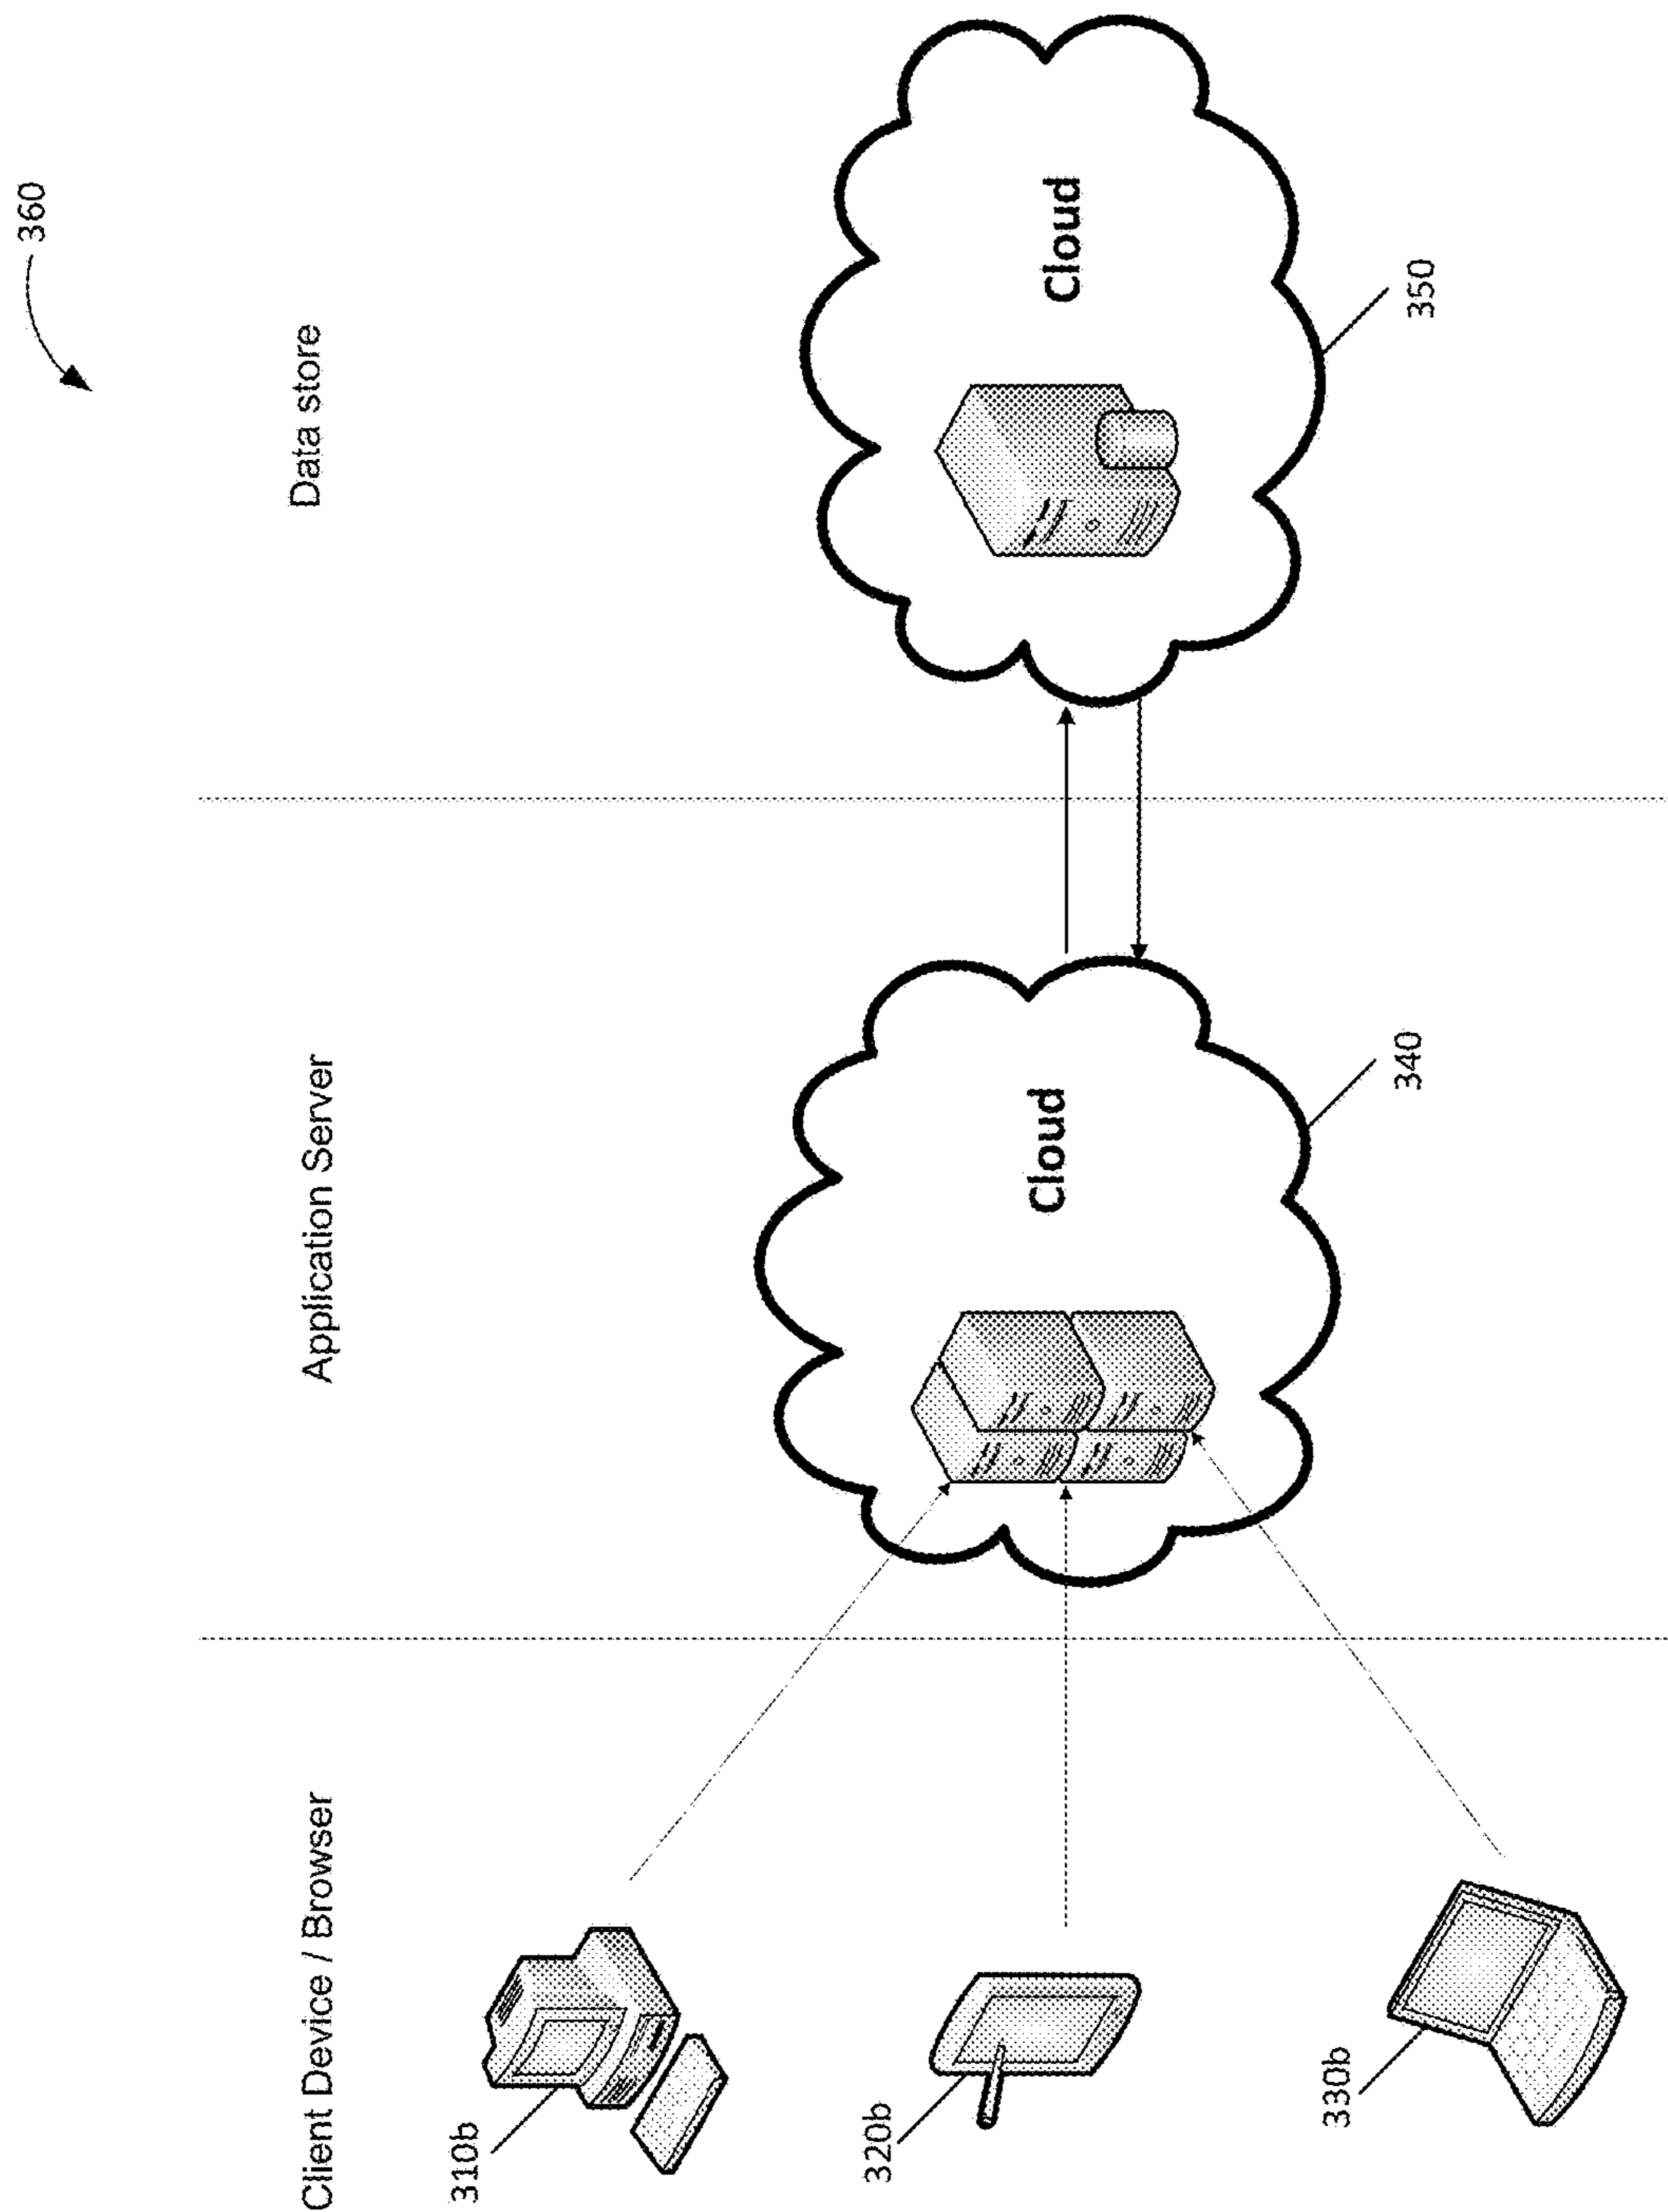 360
Client Device / Browser
Application Server
Data store
310b
320b
330b
Cloud
340
Cloud
350